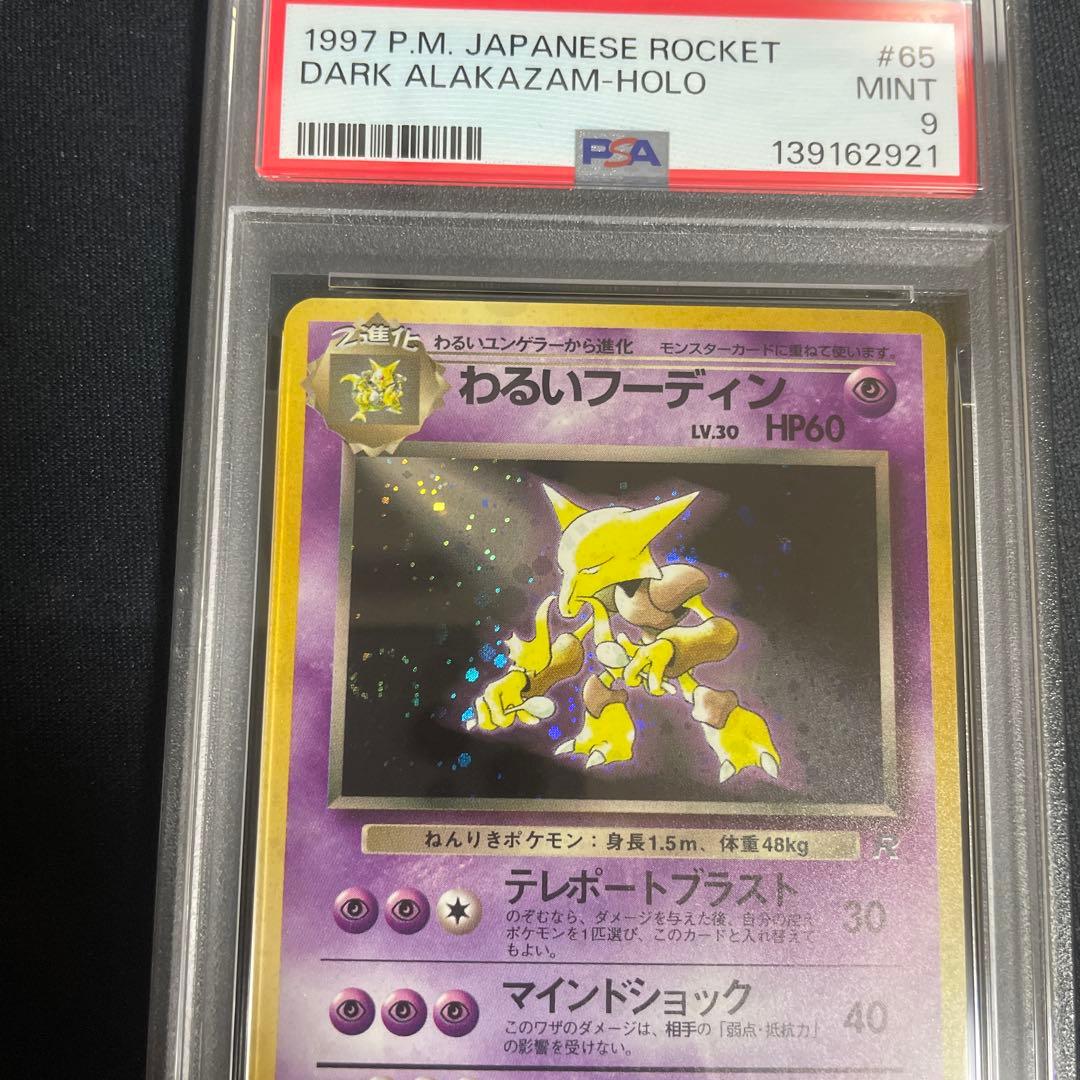 1997 P.M. JAPANESE ROCKET #65
DARK ALAKAZAM-HOLO MINT
9
PSA 139162921
2進化 わるいユンゲラーから進化 モンスターカードに重ねて使います。
わるいフーディン
LV.30 HP60
ねんりきポケモン：身長1.5m、体重48kg R
テレポートブラスト 30
のぞむなら、ダメージを与えた後、自分の控え
ポケモンを1匹選び、このカードと入れ替えて
もよい。
マインドショック 40
このワザのダメージは、相手の「弱点・抵抗力」
の影響を受けない。